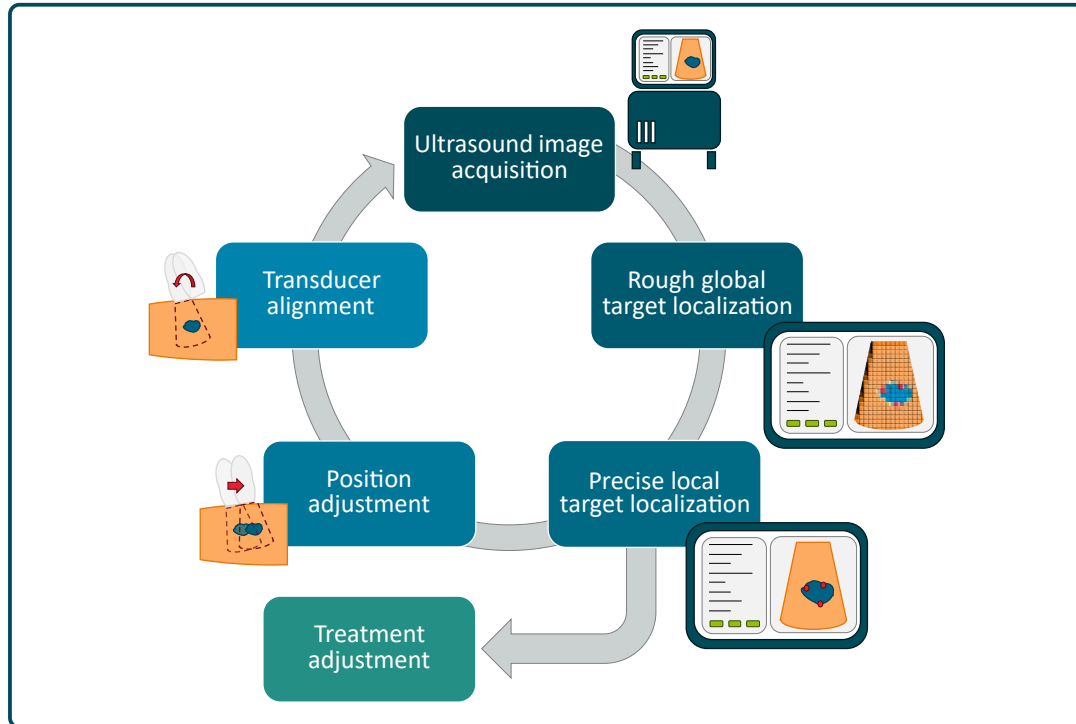 Ultrasound image
acquisition
Rough global
target localization
Precise local
target localization
Position
adjustment
Transducer
alignment
Treatment
adjustment